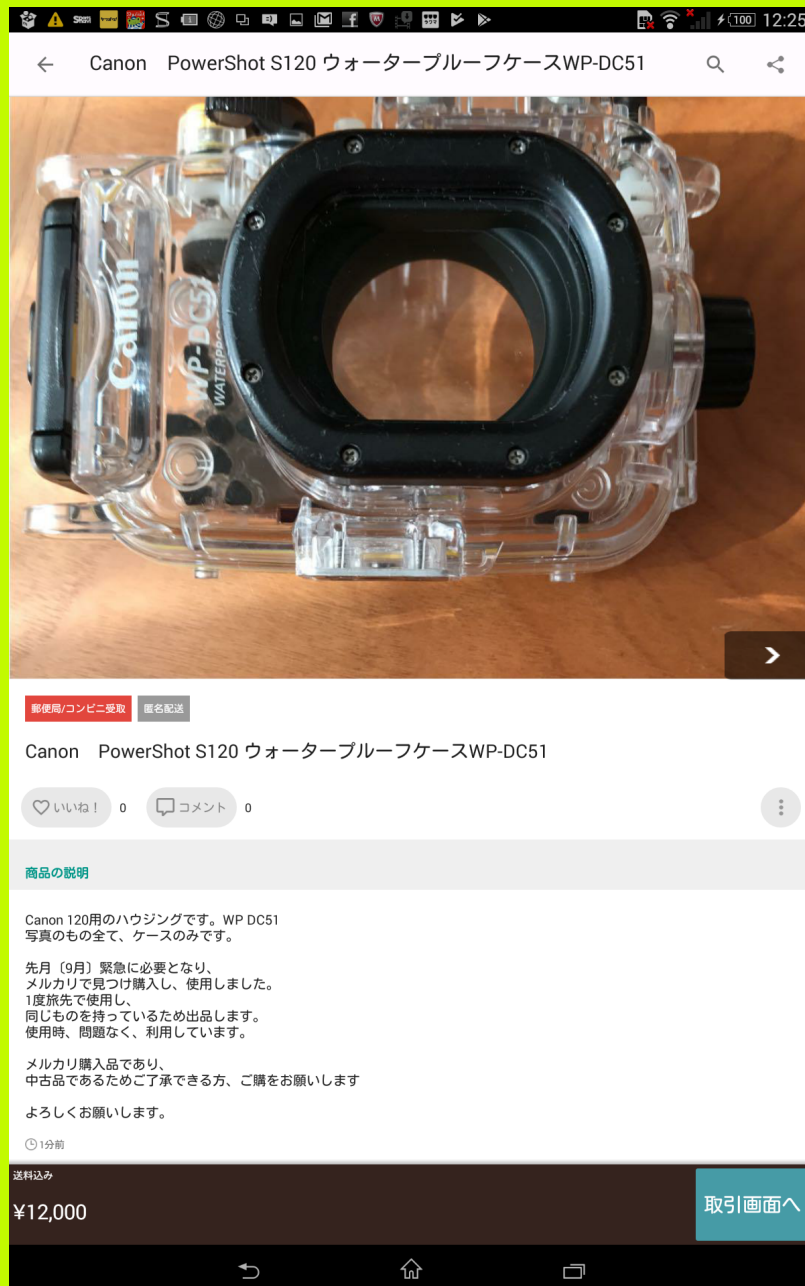 100 12:25
Canon PowerShot S120 ウォータープルーフケースWP-DC51
Canon
WP-DC51
郵便局/コンビニ受取 匿名配送
Canon PowerShot S120 ウォータープルーフケースWP-DC51
いいね！ 0 コメント 0
商品の説明
Canon 120用のハウジングです。WP DC51
写真のもの全て、ケースのみです。
先月〔9月〕緊急に必要となり、
メルカリで見つけ購入し、使用しました。
1度旅先で使用し、
同じものを持っているため出品します。
使用時、問題なく、利用しています。
メルカリ購入品であり、
中古品であるためご了承できる方、ご購をお願いします
よろしくお願いします。
1分前
送料込み
¥12,000
取引画面へ